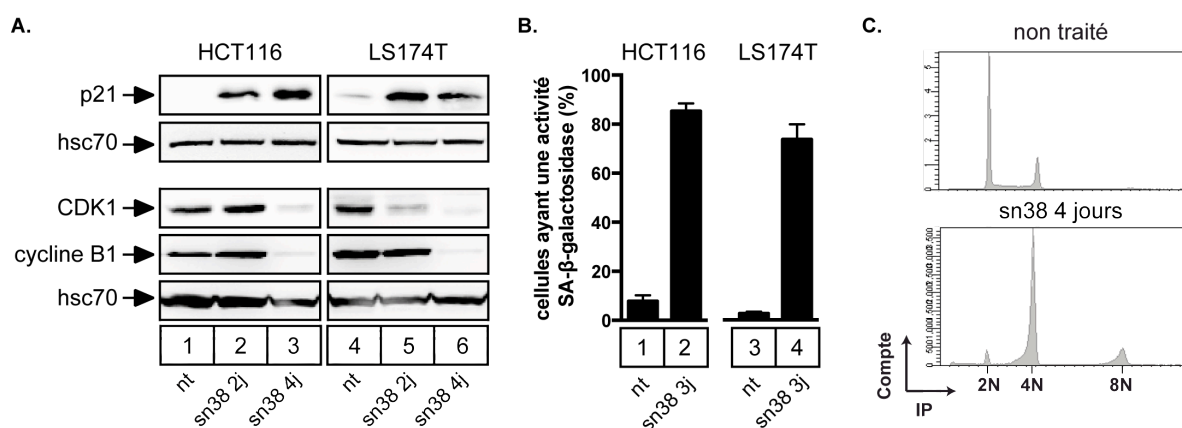 A.
HCT116 LS174T
p21
hsc70
CDK1
cycline B1
hsc70
1 2 3 4 5 6
nt sn38 2j sn38 4j nt sn38 2j sn38 4j
B.
HCT116 LS174T
cellules ayant une activité
SA-β-galactosidase (%)
100
80
60
40
20
0
1 2 3 4
nt sn38 3j nt sn38 3j
C.
non traité
sn38 4 jours
Compte
IP
2N 4N 8N